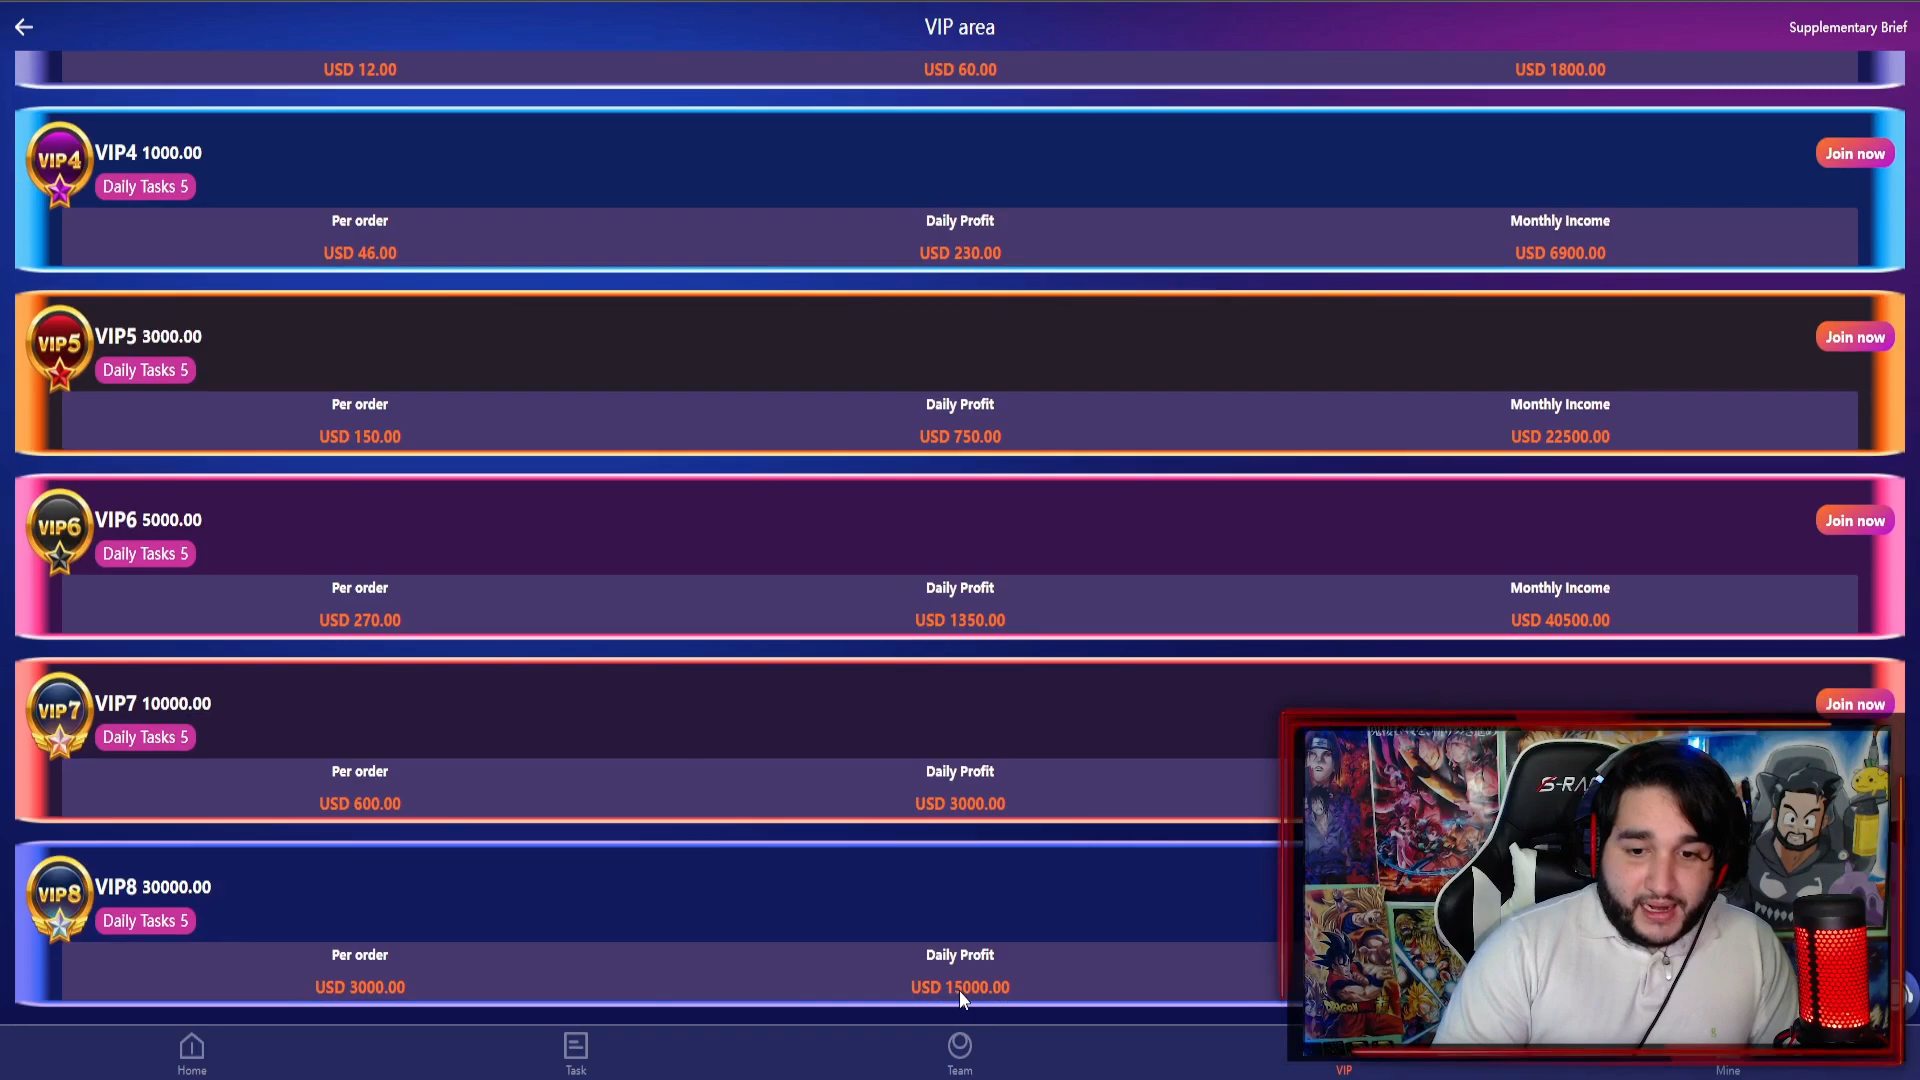 VIP area
Supplementary Brief
USD 12.00
USD 60.00
USD 1800.00
VIP4
VIP4 1000.00
Join now
Daily Tasks 5
Per order
Daily Profit
Monthly Income
USD 46.00
USD 230.00
USD 6900.00
VIP5
VIP5 3000.00
Join now
Daily Tasks 5
Per order
Daily Profit
Monthly Income
USD 150.00
USD 750.00
USD 22500.00
VIP6
VIP6 5000.00
Join now
Daily Tasks 5
Per order
Daily Profit
Monthly Income
USD 270.00
USD 1350.00
USD 40500.00
VIP7
VIP7 10000.00
Join now
Daily Tasks 5
Per order
Daily Profit
USD 600.00
USD 3000.00
VIP8
VIP8 30000.00
Daily Tasks 5
Per order
Daily Profit
USD 3000.00
USD 15000.00
Home
Task
Team
VIP
Mine